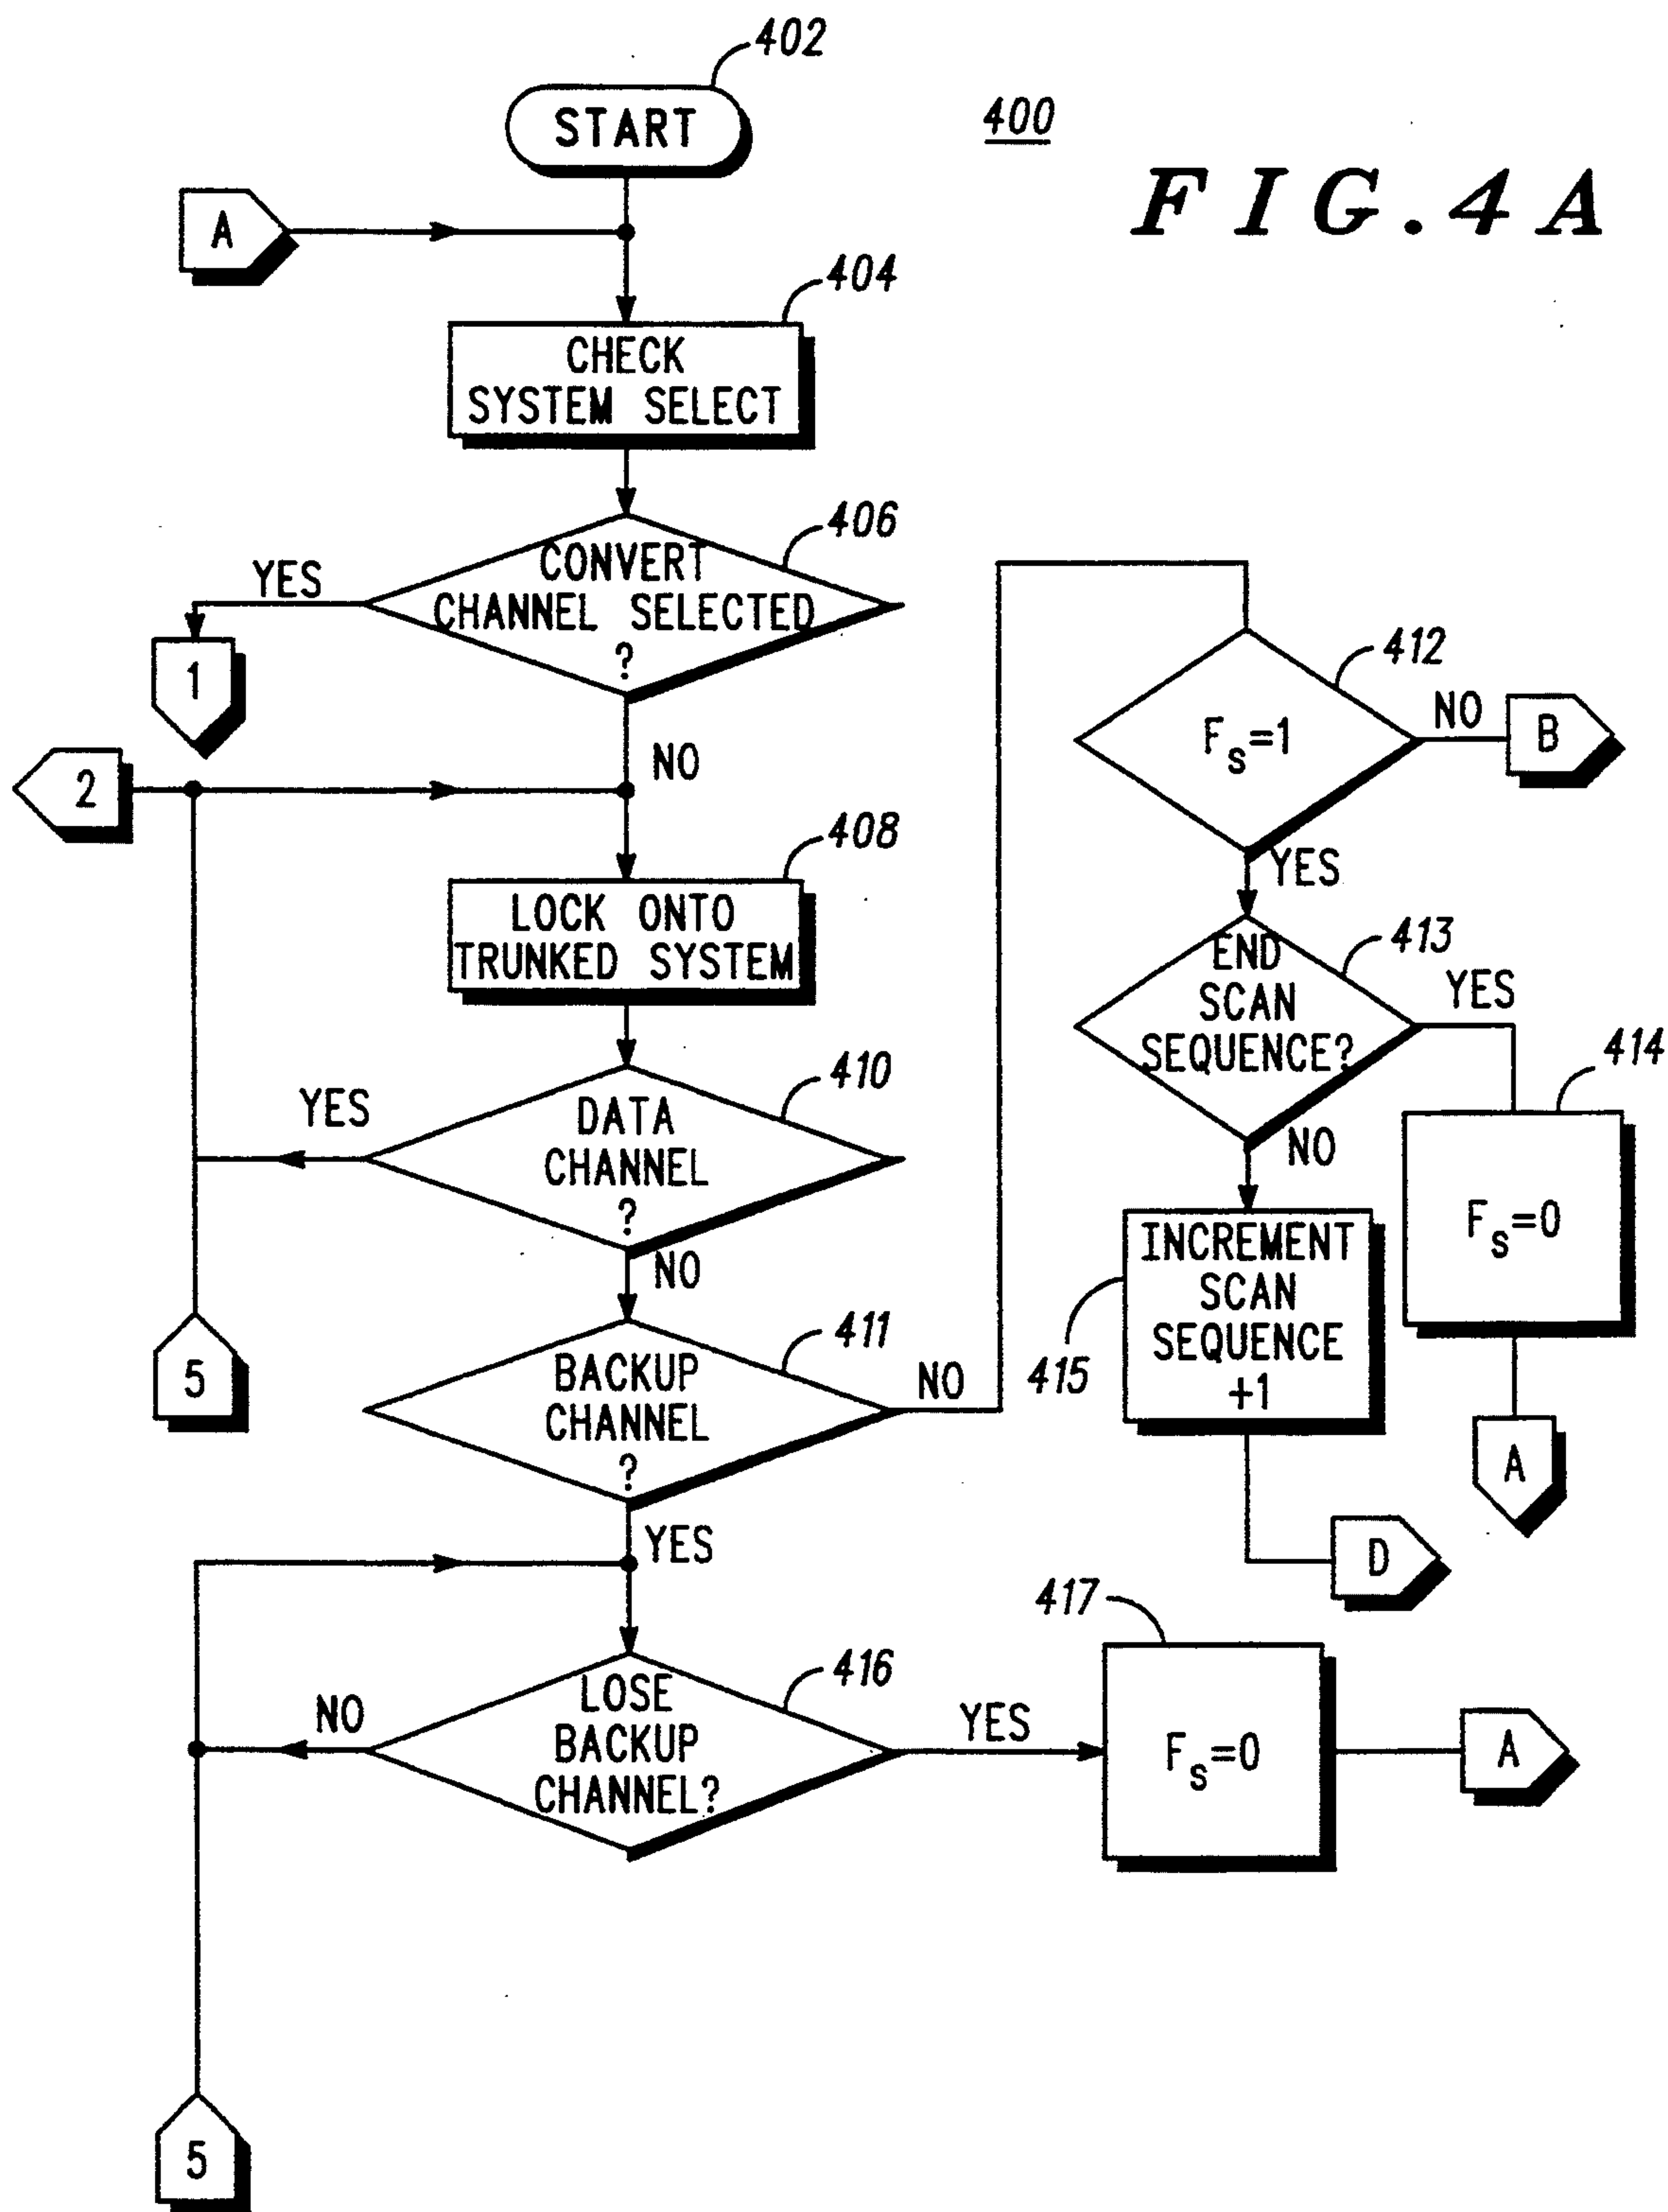 402
START
400
FIG.4A
A
404
CHECK
SYSTEM SELECT
406
CONVERT
CHANNEL SELECTED
?
YES
1
NO
2
408
LOCK ONTO
TRUNKED SYSTEM
410
DATA
CHANNEL
?
YES
NO
5
411
BACKUP
CHANNEL
?
NO
YES
412
Fs=1
NO
B
YES
413
END
SCAN
SEQUENCE?
YES
414
Fs=0
A
NO
415
INCREMENT
SCAN
SEQUENCE
+1
D
416
LOSE
BACKUP
CHANNEL?
NO
YES
417
Fs=0
A
5